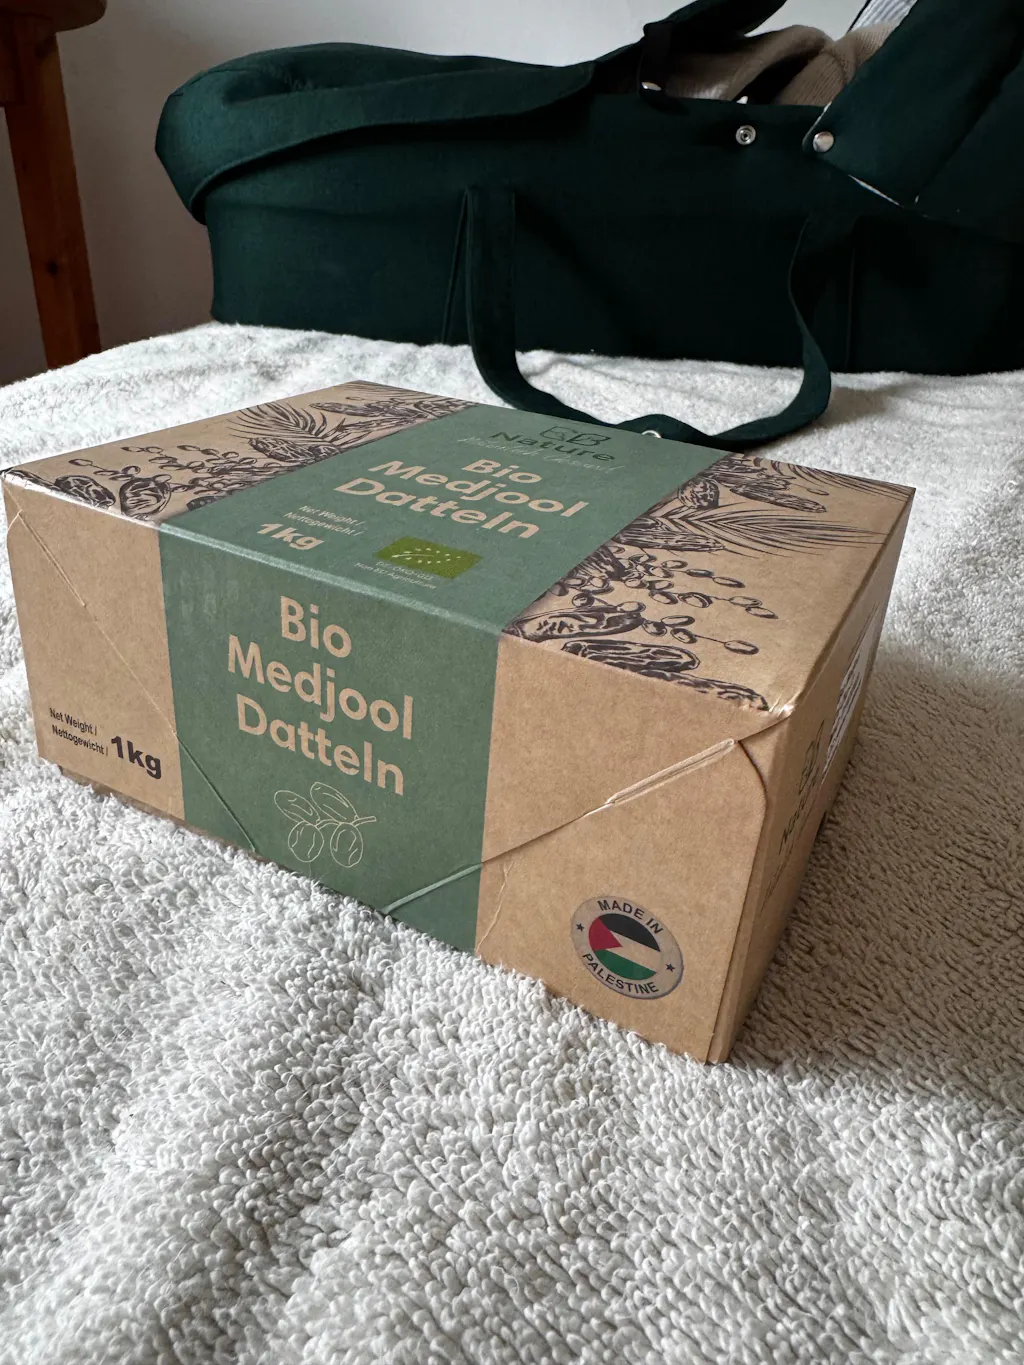 Nature
Bio
Medjool
Datteln
Net Weight /
Nettogewicht /
1kg
Bio
Medjool
Datteln
Net Weight /
Nettogewicht /
1kg
MADE IN
PALESTINE